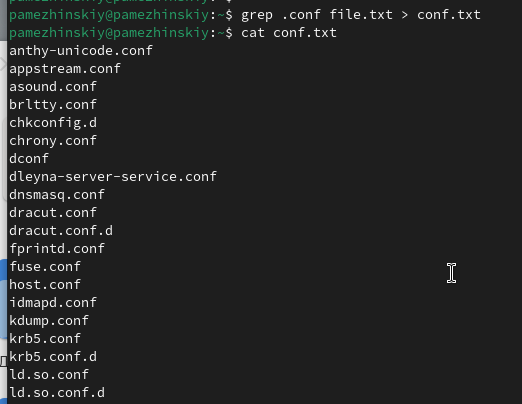 pamezhinskiy@pamezhinskiy:~$ grep .conf file.txt > conf.txt
pamezhinskiy@pamezhinskiy:~$ cat conf.txt
anthy-unicode.conf
appstream.conf
asound.conf
brltty.conf
chkconfig.d
chrony.conf
dconf
dleyna-server-service.conf
dnsmasq.conf
dracut.conf
dracut.conf.d
fprintd.conf
fuse.conf
host.conf
idmapd.conf
kdump.conf
krb5.conf
krb5.conf.d
ld.so.conf
ld.so.conf.d